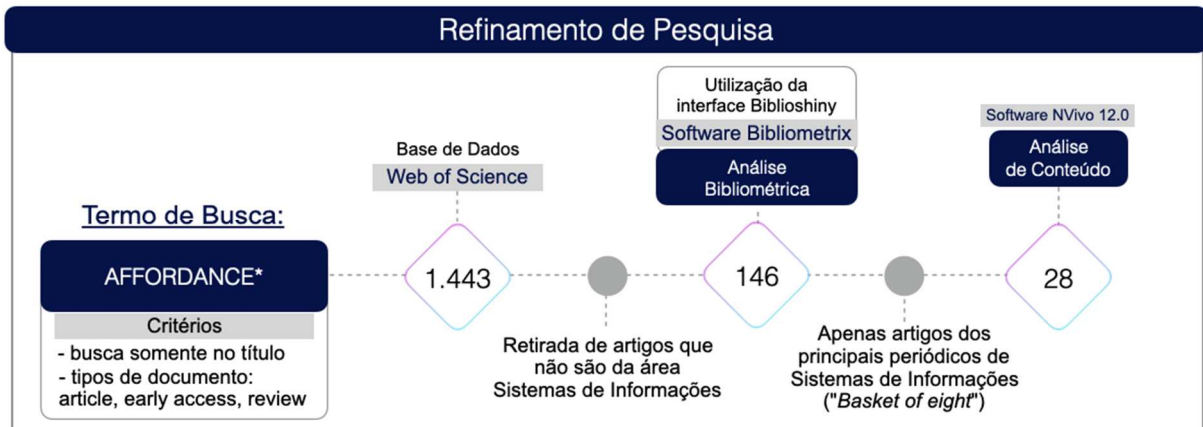 Refinamento de Pesquisa
Termo de Busca:
AFFORDANCE*
Critérios
- busca somente no título
- tipos de documento:
article, early access, review
Base de Dados
Web of Science
1.443
Retirada de artigos que
não são da área
Sistemas de Informações
Utilização da
interface Biblioshiny
Software Bibliometrix
Análise
Bibliométrica
146
Apenas artigos dos
principais periódicos de
Sistemas de Informações
("Basket of eight")
Software NVivo 12.0
Análise
de Conteúdo
28